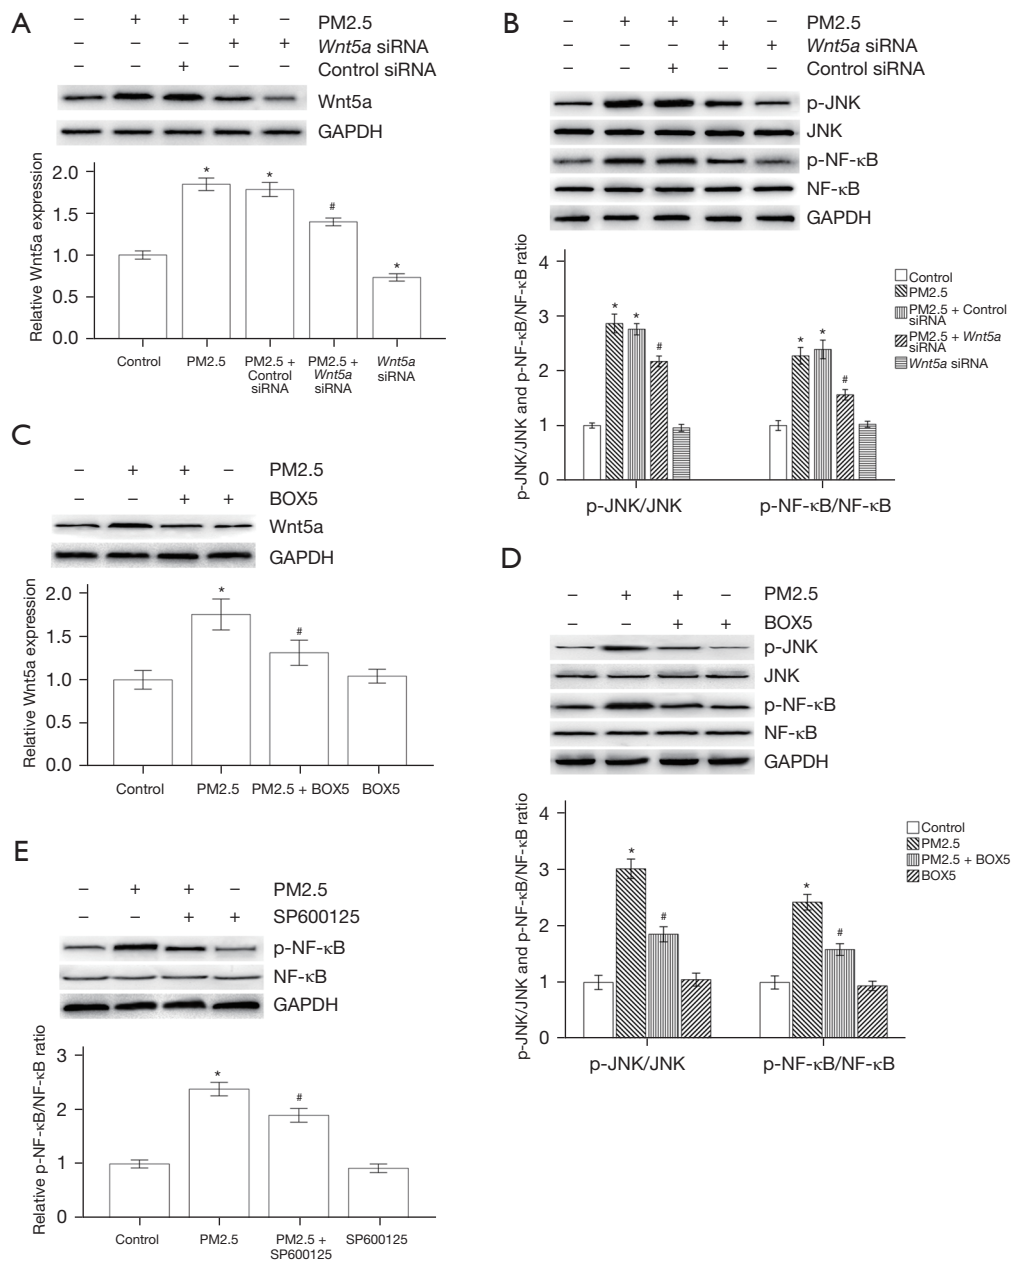 A
– + + + – PM2.5
– – – + + Wnt5a siRNA
– – + Control siRNA
Wnt5a
GAPDH
Relative Wnt5a expression
2.0
1.5
1.0
0.5
0.0
* * # *
Control PM2.5 PM2.5 + Control siRNA PM2.5 + Wnt5a siRNA Wnt5a siRNA
B
– + + + – PM2.5
– – – + + Wnt5a siRNA
– – + Control siRNA
p-JNK
JNK
p-NF-κB
NF-κB
GAPDH
p-JNK/JNK and p-NF-κB/NF-κB ratio
4
3
2
1
0
* * # * * #
p-JNK/JNK p-NF-κB/NF-κB
Control
PM2.5
PM2.5 + Control
siRNA
PM2.5 + Wnt5a
siRNA
Wnt5a siRNA
C
– + + – PM2.5
– – + + BOX5
Wnt5a
GAPDH
Relative Wnt5a expression
2.0
1.5
1.0
0.5
0.0
* #
Control PM2.5 PM2.5 + BOX5 BOX5
D
– + + – PM2.5
– – + + BOX5
p-JNK
JNK
p-NF-κB
NF-κB
GAPDH
p-JNK/JNK and p-NF-κB/NF-κB ratio
4
3
2
1
0
* # * #
p-JNK/JNK p-NF-κB/NF-κB
Control
PM2.5
PM2.5 + BOX5
BOX5
E
– + + – PM2.5
– – + + SP600125
p-NF-κB
NF-κB
GAPDH
Relative p-NF-κB/NF-κB ratio
3
2
1
0
* #
Control PM2.5 PM2.5 + SP600125 SP600125